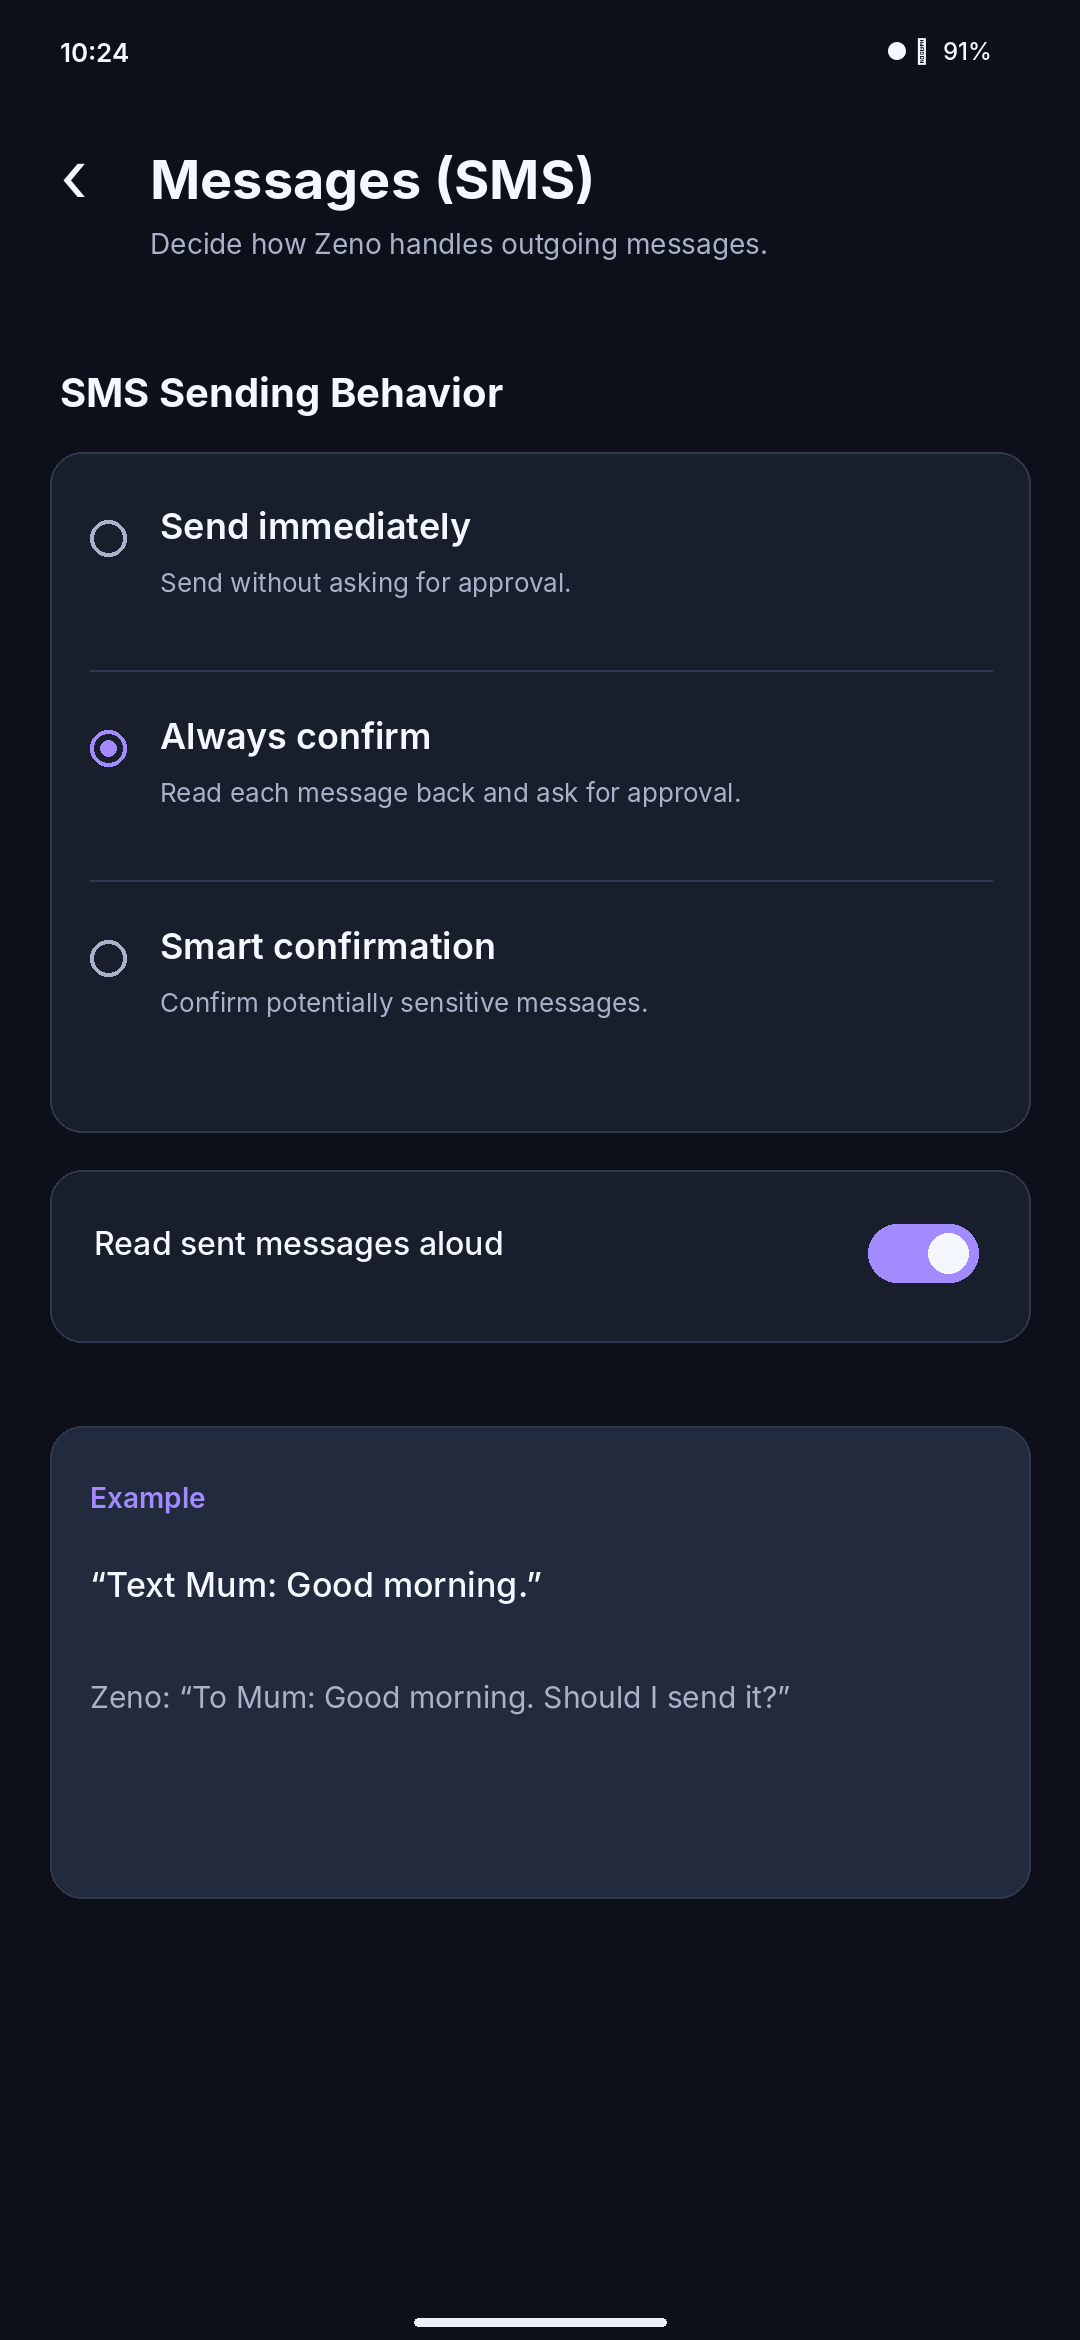 10:24
91%
Messages (SMS)
Decide how Zeno handles outgoing messages.
SMS Sending Behavior
Send immediately
Send without asking for approval.
Always confirm
Read each message back and ask for approval.
Smart confirmation
Confirm potentially sensitive messages.
Read sent messages aloud
Example
“Text Mum: Good morning.”
Zeno: “To Mum: Good morning. Should I send it?”